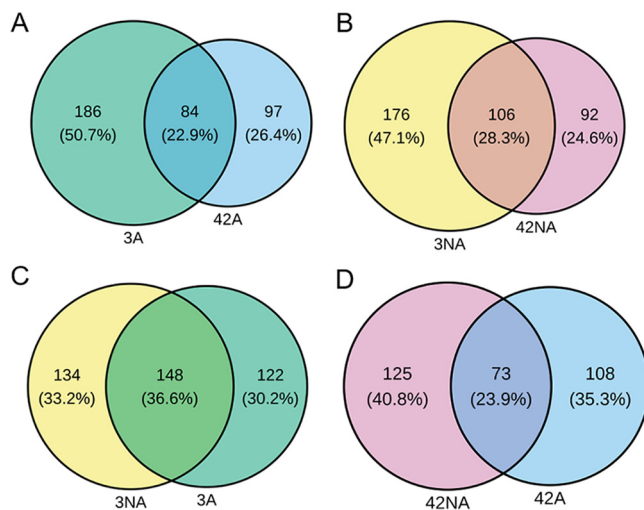 A
186
(50.7%)
84
(22.9%)
97
(26.4%)
3A
42A
B
176
(47.1%)
106
(28.3%)
92
(24.6%)
3NA
42NA
C
134
(33.2%)
148
(36.6%)
122
(30.2%)
3NA
3A
D
125
(40.8%)
73
(23.9%)
108
(35.3%)
42NA
42A